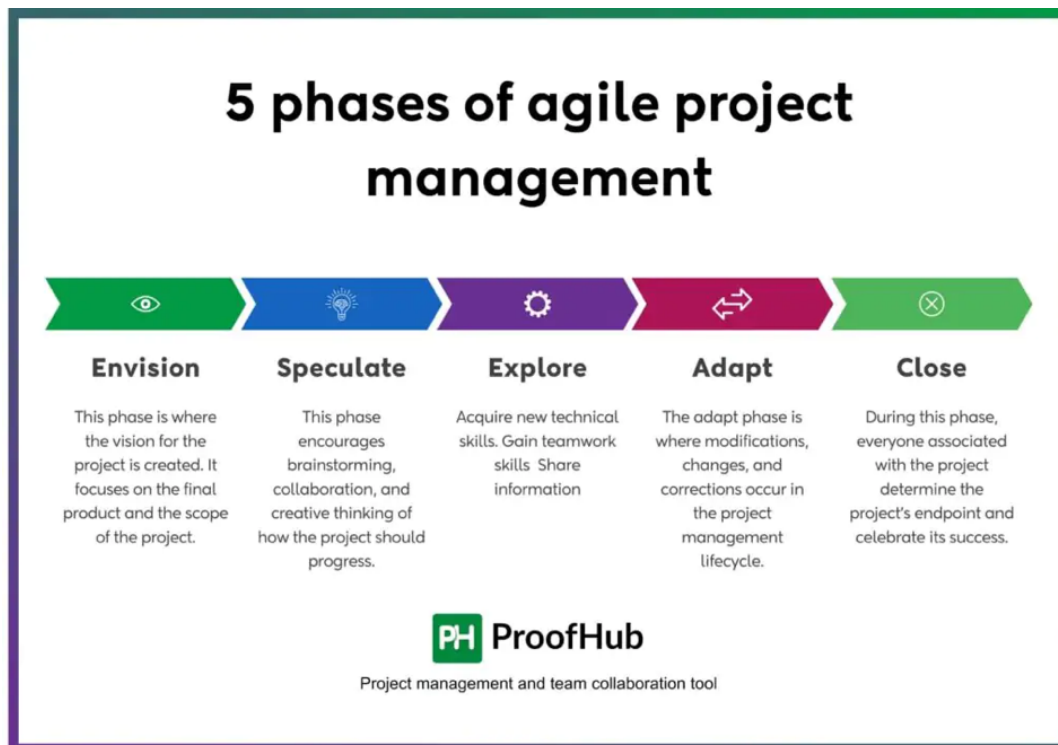 5 phases of agile project
management
Envision
This phase is where
the vision for the
project is created. It
focuses on the final
product and the scope
of the project.
Speculate
This phase
encourages
brainstorming,
collaboration, and
creative thinking of
how the project should
progress.
Explore
Acquire new technical
skills. Gain teamwork
skills Share
information
Adapt
The adapt phase is
where modifications,
changes, and
corrections occur in
the project
management
lifecycle.
Close
During this phase,
everyone associated
with the project
determine the
project's endpoint and
celebrate its success.
PH ProofHub
Project management and team collaboration tool